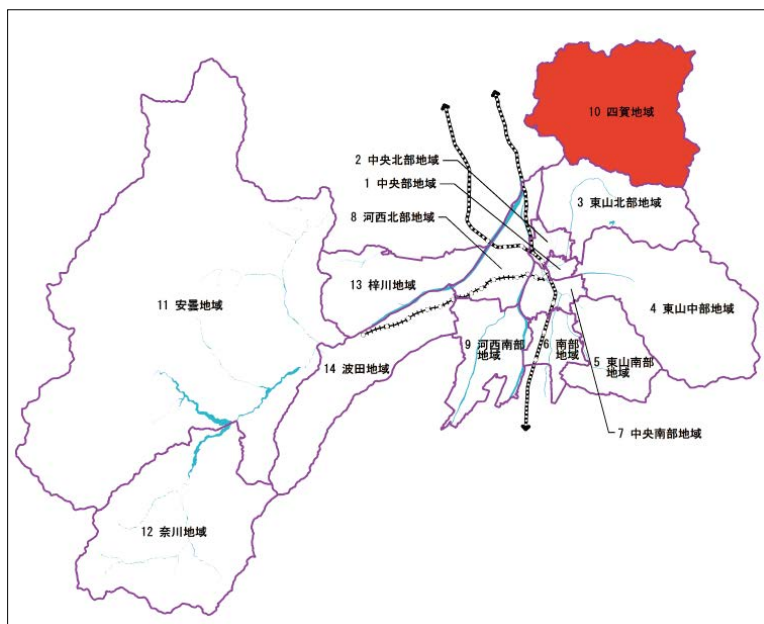 10 四賀地域
2 中央北部地域
1 中央部地域
3 東山北部地域
8 河西北部地域
13 梓川地域
11 安曇地域
4 東山中部地域
9 河西南部
地域
6 南部
地域
5 東山南部
地域
14 波田地域
7 中央南部地域
12 奈川地域